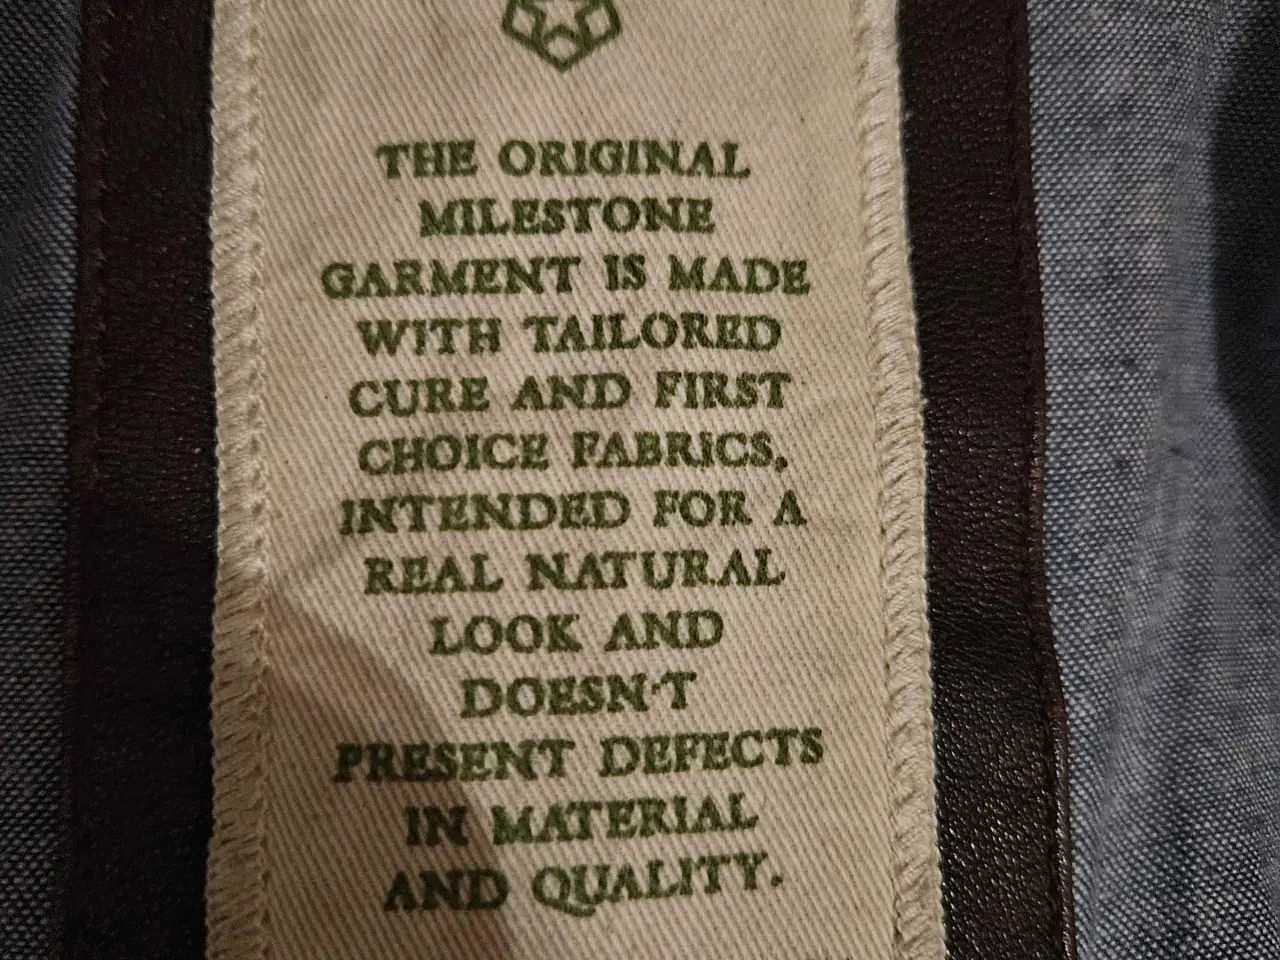 THE ORIGINAL
MILESTONE
GARMENT IS MADE
WITH TAILORED
CURE AND FIRST
CHOICE FABRICS,
INTENDED FOR A
REAL NATURAL
LOOK AND
DOESN'T
PRESENT DEFECTS
IN MATERIAL
AND QUALITY.